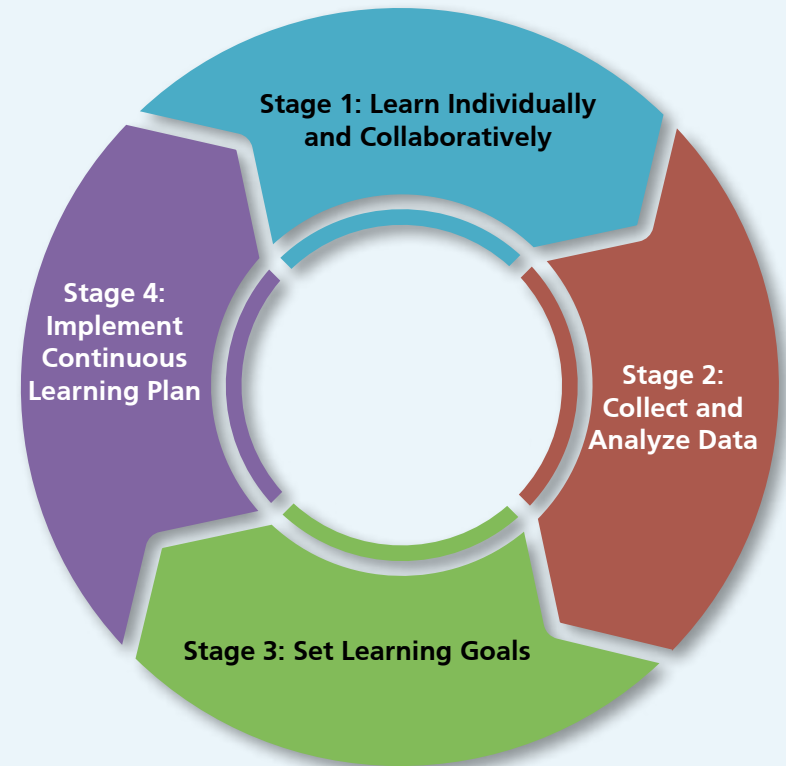 Stage 1: Learn Individually
and Collaboratively
Stage 2:
Collect and
Analyze Data
Stage 3: Set Learning Goals
Stage 4:
Implement
Continuous
Learning Plan